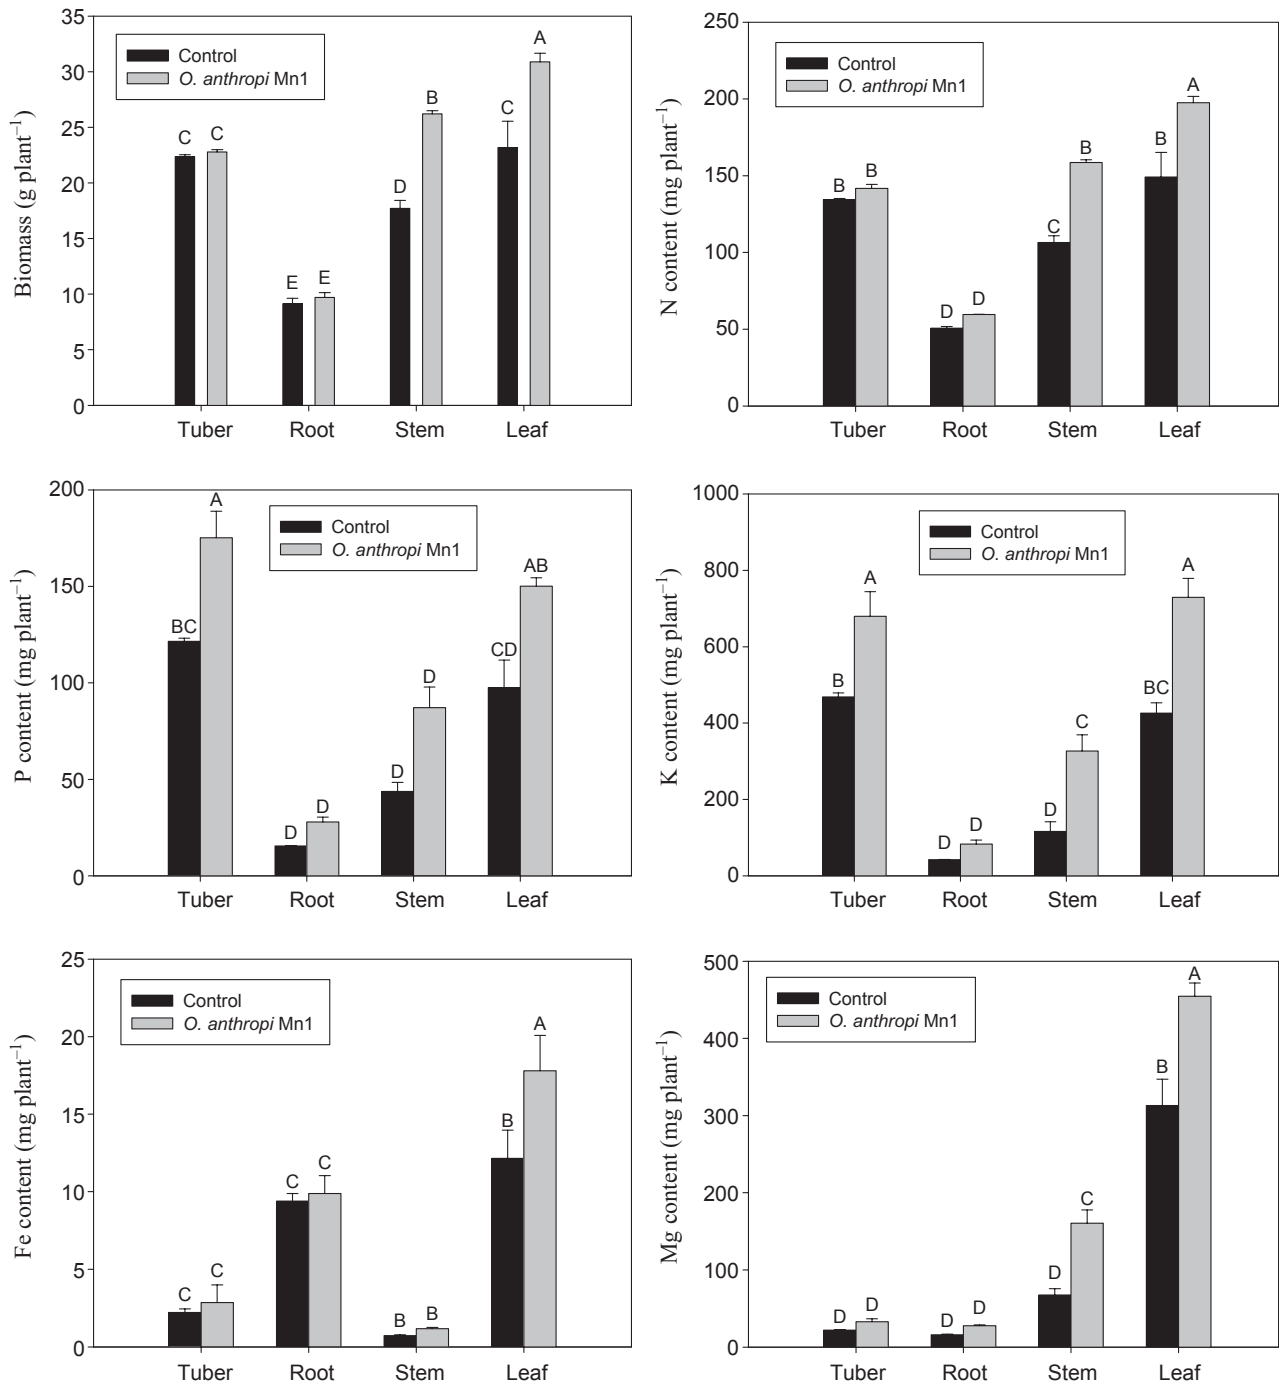 35
30
25
20
15
10
5
0
Biomass (g plant⁻¹)
Control
O. anthropi Mn1
C C E E D B C A
Tuber Root Stem Leaf
250
200
150
100
50
0
N content (mg plant⁻¹)
Control
O. anthropi Mn1
B B D D C B B A
Tuber Root Stem Leaf
200
150
100
50
0
P content (mg plant⁻¹)
Control
O. anthropi Mn1
BC A D D D D CD AB
Tuber Root Stem Leaf
1000
800
600
400
200
0
K content (mg plant⁻¹)
Control
O. anthropi Mn1
B A D D D C BC A
Tuber Root Stem Leaf
25
20
15
10
5
0
Fe content (mg plant⁻¹)
Control
O. anthropi Mn1
C C C C B B B A
Tuber Root Stem Leaf
500
400
300
200
100
0
Mg content (mg plant⁻¹)
Control
O. anthropi Mn1
D D D D D C B A
Tuber Root Stem Leaf